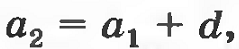 a₂ = a₁ + d,